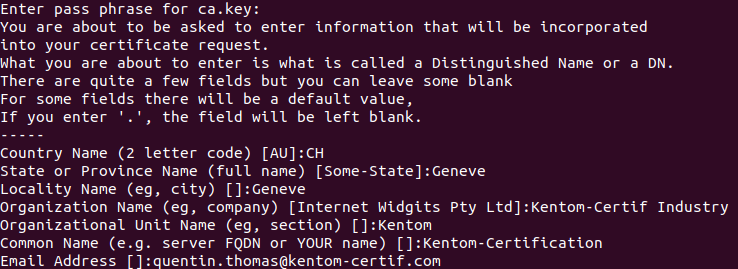 Enter pass phrase for ca.key:
You are about to be asked to enter information that will be incorporated
into your certificate request.
What you are about to enter is what is called a Distinguished Name or a DN.
There are quite a few fields but you can leave some blank
For some fields there will be a default value,
If you enter '.', the field will be left blank.
-----
Country Name (2 letter code) [AU]:CH
State or Province Name (full name) [Some-State]:Geneve
Locality Name (eg, city) []:Geneve
Organization Name (eg, company) [Internet Widgits Pty Ltd]:Kentom-Certif Industry
Organizational Unit Name (eg, section) []:Kentom
Common Name (e.g. server FQDN or YOUR name) []:Kentom-Certification
Email Address []:quentin.thomas@kentom-certif.com